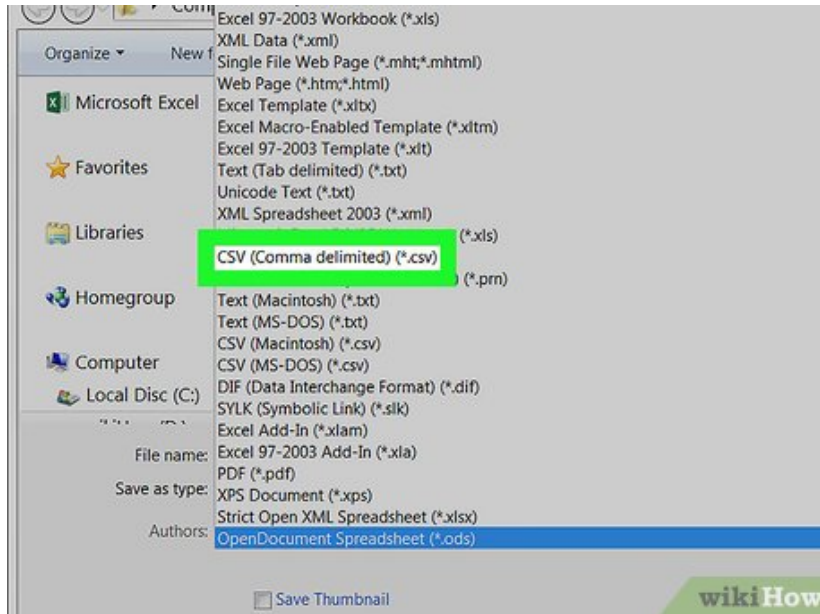 Comp
Organize
New f
Microsoft Excel
Favorites
Libraries
Homegroup
Computer
Local Disc (C:)
Excel 97-2003 Workbook (*.xls)
XML Data (*.xml)
Single File Web Page (*.mht;*.mhtml)
Web Page (*.htm;*.html)
Excel Template (*.xltx)
Excel Macro-Enabled Template (*.xltm)
Excel 97-2003 Template (*.xlt)
Text (Tab delimited) (*.txt)
Unicode Text (*.txt)
XML Spreadsheet 2003 (*.xml)
(*.xls)
CSV (Comma delimited) (*.csv)
) (*.prn)
Text (Macintosh) (*.txt)
Text (MS-DOS) (*.txt)
CSV (Macintosh) (*.csv)
CSV (MS-DOS) (*.csv)
DIF (Data Interchange Format) (*.dif)
SYLK (Symbolic Link) (*.slk)
Excel Add-In (*.xlam)
File name: Excel 97-2003 Add-In (*.xla)
PDF (*.pdf)
Save as type: XPS Document (*.xps)
Strict Open XML Spreadsheet (*.xlsx)
Authors: OpenDocument Spreadsheet (*.ods)
Save Thumbnail
wikiHow